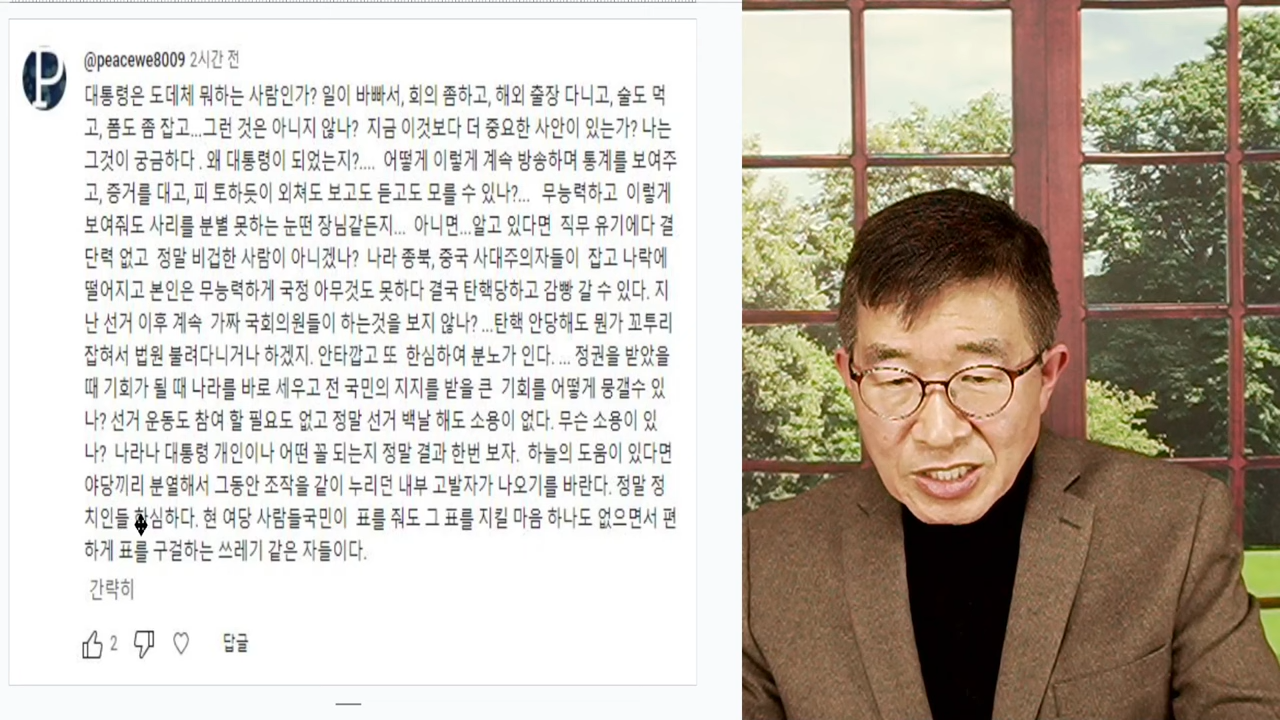 @peacewe8009 2시간 전
대통령은 도데체 뭐하는 사람인가? 일이 바빠서, 회의 좀하고, 해외 출장 다니고, 술도 먹
고, 폼도 좀 잡고...그런 것은 아니지 않나? 지금 이것보다 더 중요한 사안이 있는가? 나는
그것이 궁금하다 . 왜 대통령이 되었는지?.... 어떻게 이렇게 계속 방송하며 통계를 보여주
고, 증거를 대고, 피 토하듯이 외쳐도 보고도 듣고도 모를 수 있나?... 무능력하고 이렇게
보여줘도 사리를 분별 못하는 눈떤 장님같든지... 아니면...알고 있다면 직무 유기에다 결
단력 없고 정말 비겁한 사람이 아니겠나? 나라 종북, 중국 사대주의자들이 잡고 나락에
떨어지고 본인은 무능력하게 국정 아무것도 못하다 결국 탄핵당하고 감빵 갈 수 있다. 지
난 선거 이후 계속 가짜 국회의원들이 하는것을 보지 않나? ...탄핵 안당해도 뭔가 꼬투리
잡혀서 법원 불려다니거나 하겠지. 안타깝고 또 한심하여 분노가 인다. ... 정권을 받았을
때 기회가 될 때 나라를 바로 세우고 전 국민의 지지를 받을 큰 기회를 어떻게 뭉갤수 있
나? 선거 운동도 참여 할 필요도 없고 정말 선거 백날 해도 소용이 없다. 무슨 소용이 있
나? 나라나 대통령 개인이나 어떤 꼴 되는지 정말 결과 한번 보자. 하늘의 도움이 있다면
야당끼리 분열해서 그동안 조작을 같이 누리던 내부 고발자가 나오기를 바란다. 정말 정
치인들 한심하다. 현 여당 사람들국민이 표를 줘도 그 표를 지킬 마음 하나도 없으면서 편
하게 표를 구걸하는 쓰레기 같은 자들이다.
간략히
2 답글